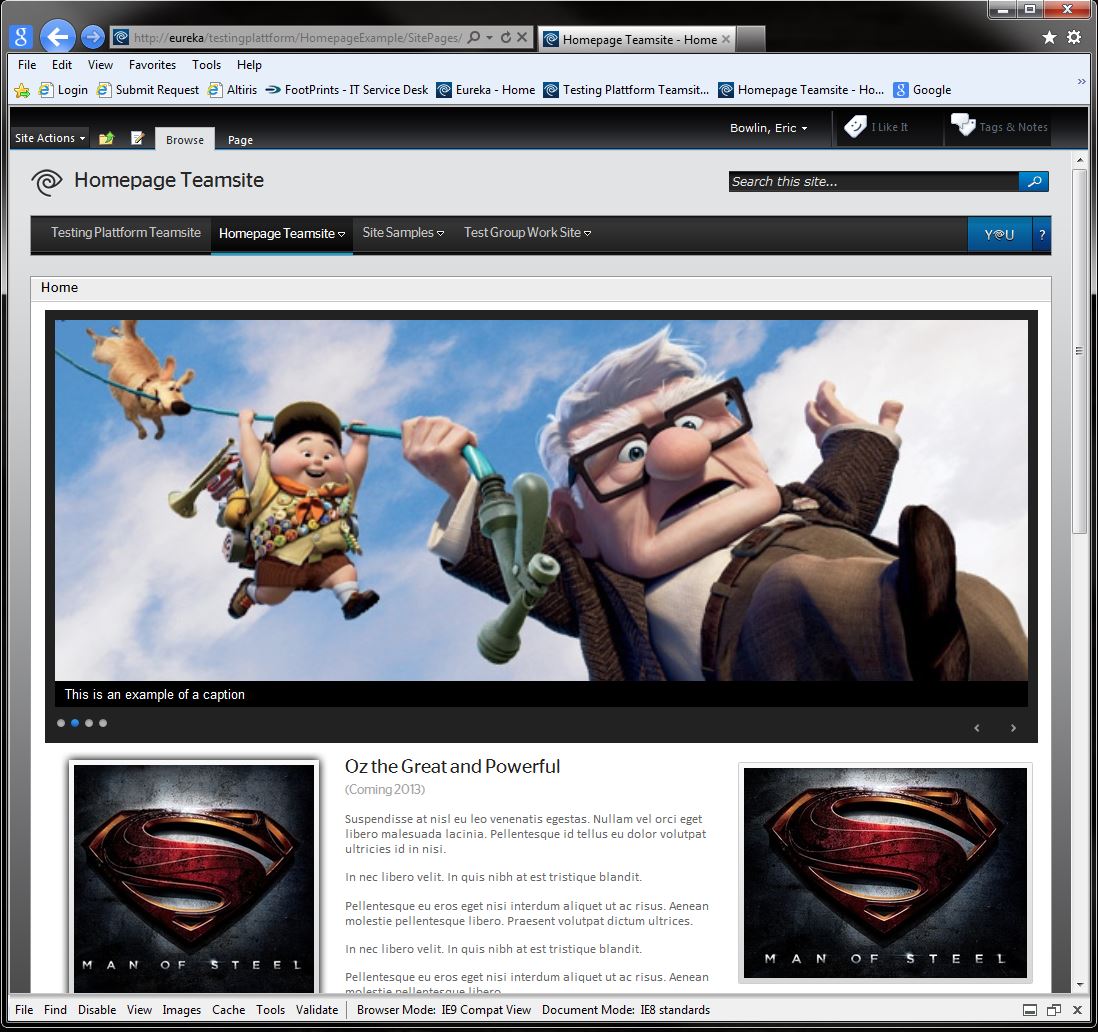 http://eureka/testingplattform/HomepageExample/SitePages/
Homepage Teamsite - Home
File Edit View Favorites Tools Help
Login Submit Request Altiris FootPrints - IT Service Desk Eureka - Home Testing Plattform Teamsit... Homepage Teamsite - Ho... Google
Site Actions Browse Page Bowlin, Eric I Like It Tags & Notes
Homepage Teamsite
Search this site...
Testing Plattform Teamsite Homepage Teamsite Site Samples Test Group Work Site Y@U ?
Home
This is an example of a caption
MAN OF STEEL
Oz the Great and Powerful
(Coming 2013)
Suspendisse at nisl eu leo venenatis egestas. Nullam vel orci eget
libero malesuada lacinia. Pellentesque id tellus eu dolor volutpat
ultricies id in nisi.
In nec libero velit. In quis nibh at est tristique blandit.
Pellentesque eu eros eget nisi interdum aliquet ut ac risus. Aenean
molestie pellentesque libero. Praesent volutpat dictum ultrices.
In nec libero velit. In quis nibh at est tristique blandit.
Pellentesque eu eros eget nisi interdum aliquet ut ac risus. Aenean
molestie pellentesque libero
MAN OF STEEL
File Find Disable View Images Cache Tools Validate Browser Mode: IE9 Compat View Document Mode: IE8 standards